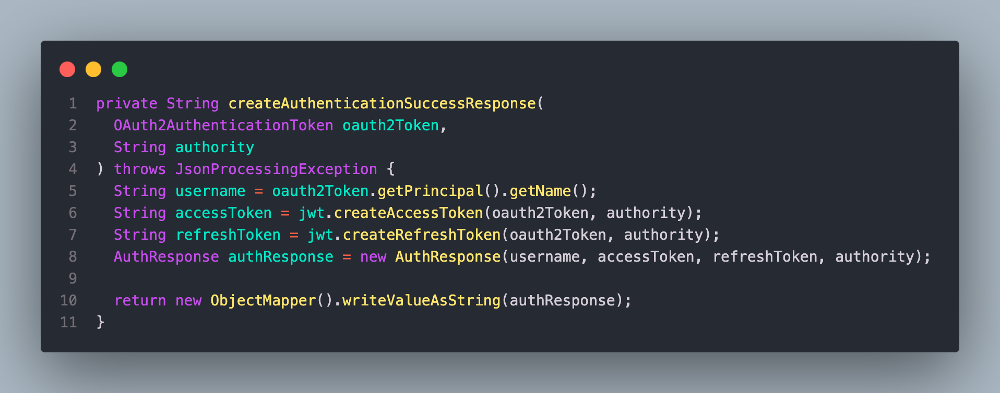 1 private String createAuthenticationSuccessResponse(
2   OAuth2AuthenticationToken oauth2Token,
3   String authority
4 ) throws JsonProcessingException {
5   String username = oauth2Token.getPrincipal().getName();
6   String accessToken = jwt.createAccessToken(oauth2Token, authority);
7   String refreshToken = jwt.createRefreshToken(oauth2Token, authority);
8   AuthResponse authResponse = new AuthResponse(username, accessToken, refreshToken, authority);
9
10   return new ObjectMapper().writeValueAsString(authResponse);
11 }